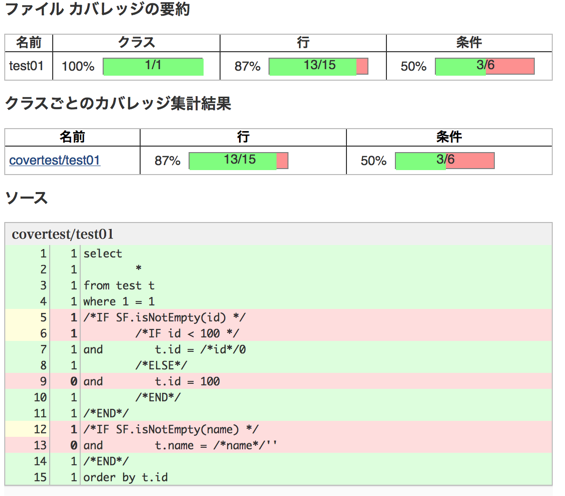 ファイル カバレッジの要約
名前 クラス 行 条件
test01 100% 1/1 87% 13/15 50% 3/6
クラスごとのカバレッジ集計結果
名前 行 条件
covertest/test01 87% 13/15 50% 3/6
ソース
covertest/test01
1 1 select
2 1 *
3 1 from test t
4 1 where 1 = 1
5 1 /*IF SF.isNotEmpty(id) */
6 1 /*IF id < 100 */
7 1 and t.id = /*id*/0
8 1 /*ELSE*/
9 0 and t.id = 100
10 1 /*END*/
11 1 /*END*/
12 1 /*IF SF.isNotEmpty(name) */
13 0 and t.name = /*name*/''
14 1 /*END*/
15 1 order by t.id